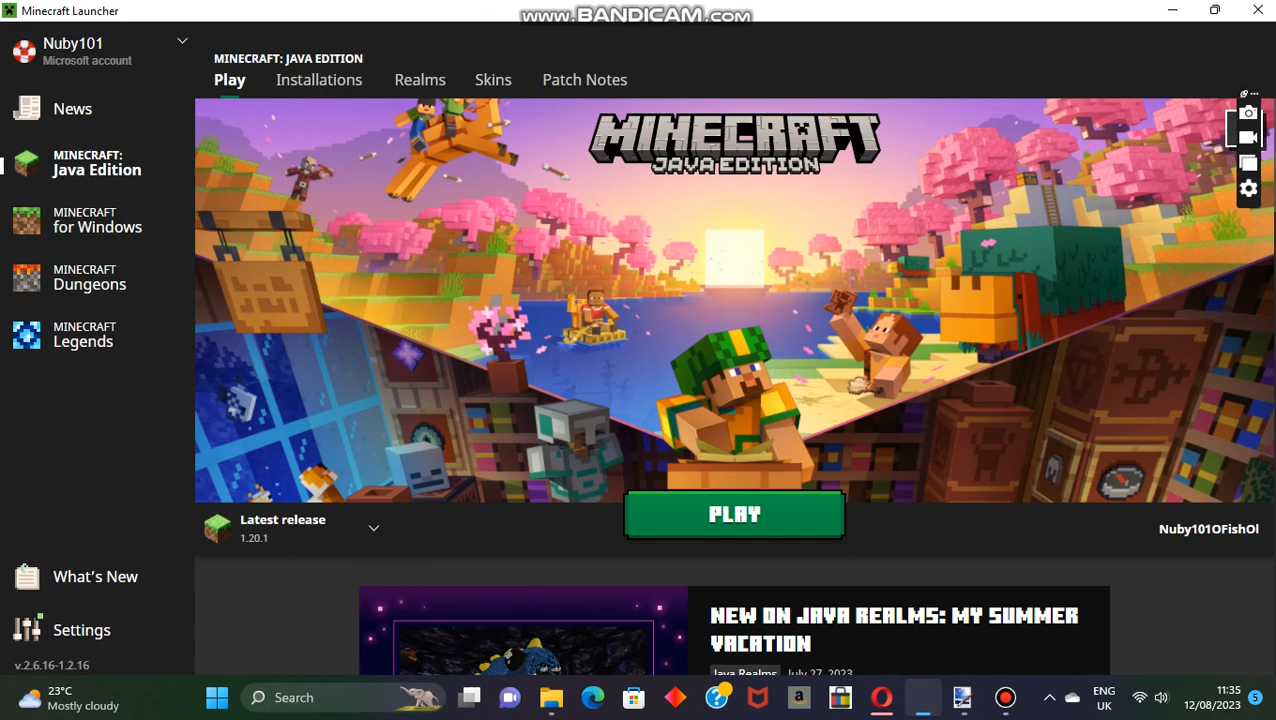 Minecraft Launcher
www.BANDICAM.com
Nuby101
Microsoft account
News
MINECRAFT:
Java Edition
MINECRAFT
for Windows
MINECRAFT
Dungeons
MINECRAFT
Legends
What's New
Settings
v.2.6.16-1.2.16
MINECRAFT: JAVA EDITION
Play Installations Realms Skins Patch Notes
MINECRAFT
JAVA EDITION
Latest release
1.20.1
PLAY
Nuby101OFishOl
NEW ON JAVA REALMS: MY SUMMER
VACATION
Java Realms July 27, 2023
23°C
Mostly cloudy
Search
ENG
UK
11:35
12/08/2023
5